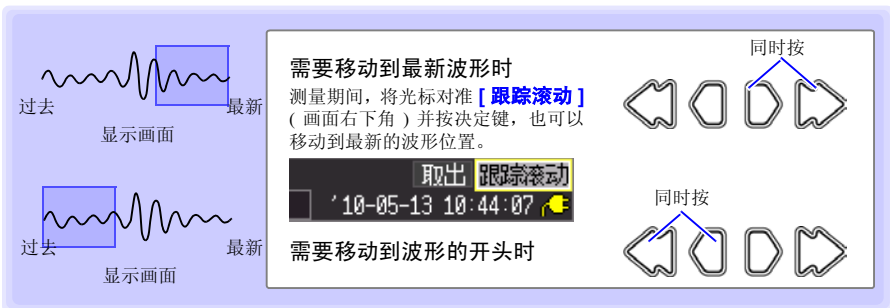 过去
最新
显示画面
需要移动到最新波形时
测量期间，将光标对准 [ 跟踪滚动 ]
( 画面右下角 ) 并按决定键，也可以
移动到最新的波形位置。
同时按
取出 跟踪滚动
'10-05-13 10:44:07
过去
最新
显示画面
需要移动到波形的开头时
同时按